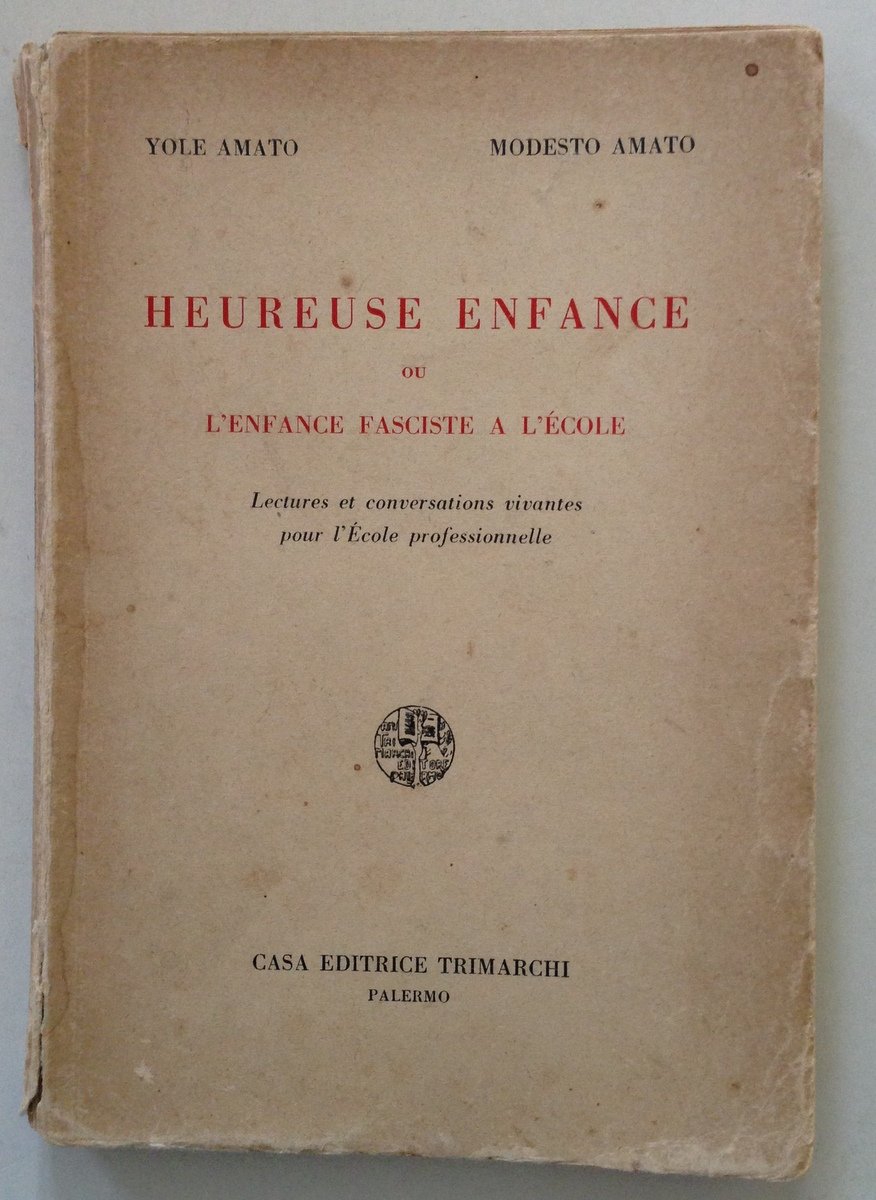 YOLE AMATO
MODESTO AMATO
HEUREUSE ENFANCE
OU
L'ENFANCE FASCISTE A L'ÉCOLE
Lectures et conversations vivantes
pour l'École professionnelle
CASA EDITRICE TRIMARCHI
PALERMO